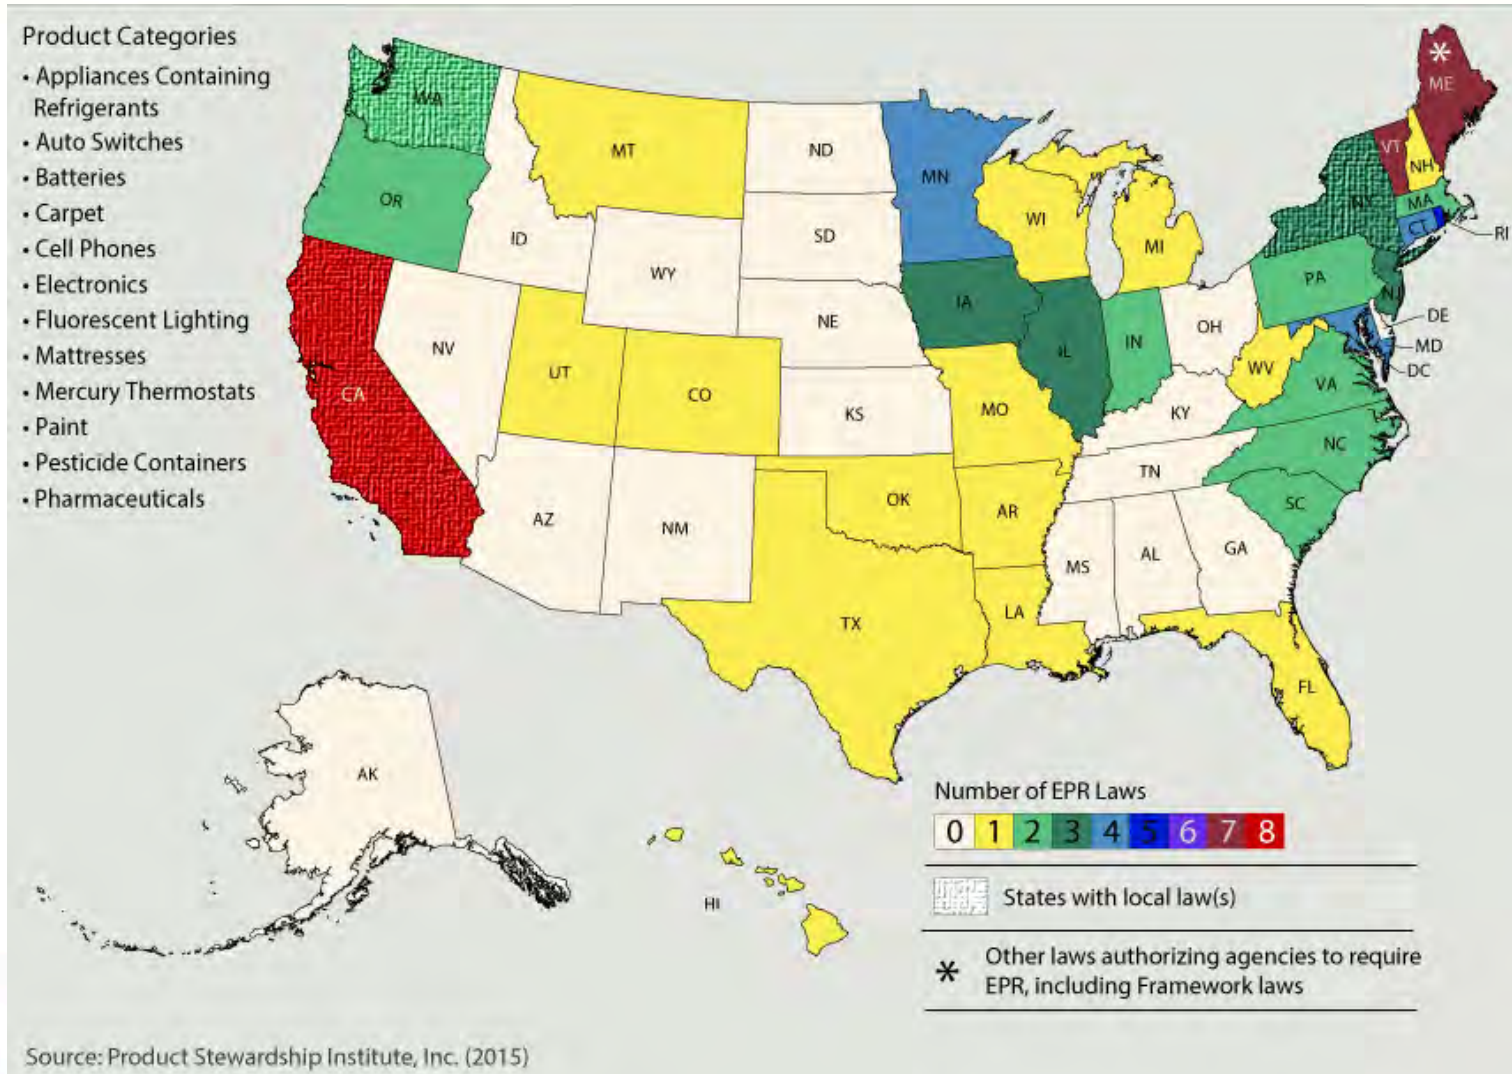 Product Categories
• Appliances Containing
Refrigerants
• Auto Switches
• Batteries
• Carpet
• Cell Phones
• Electronics
• Fluorescent Lighting
• Mattresses
• Mercury Thermostats
• Paint
• Pesticide Containers
• Pharmaceuticals
WA
OR
CA
MT
ID
WY
NV
UT
CO
AZ
NM
ND
SD
NE
KS
OK
TX
MN
IA
MO
AR
LA
WI
IL
MI
IN
OH
KY
TN
MS
AL
GA
FL
SC
NC
VA
WV
PA
NY
NJ
DE
MD
DC
CT
RI
MA
VT
NH
*
ME
AK
HI
Number of EPR Laws
0 1 2 3 4 5 6 7 8
States with local law(s)
* Other laws authorizing agencies to require
EPR, including Framework laws
Source: Product Stewardship Institute, Inc. (2015)